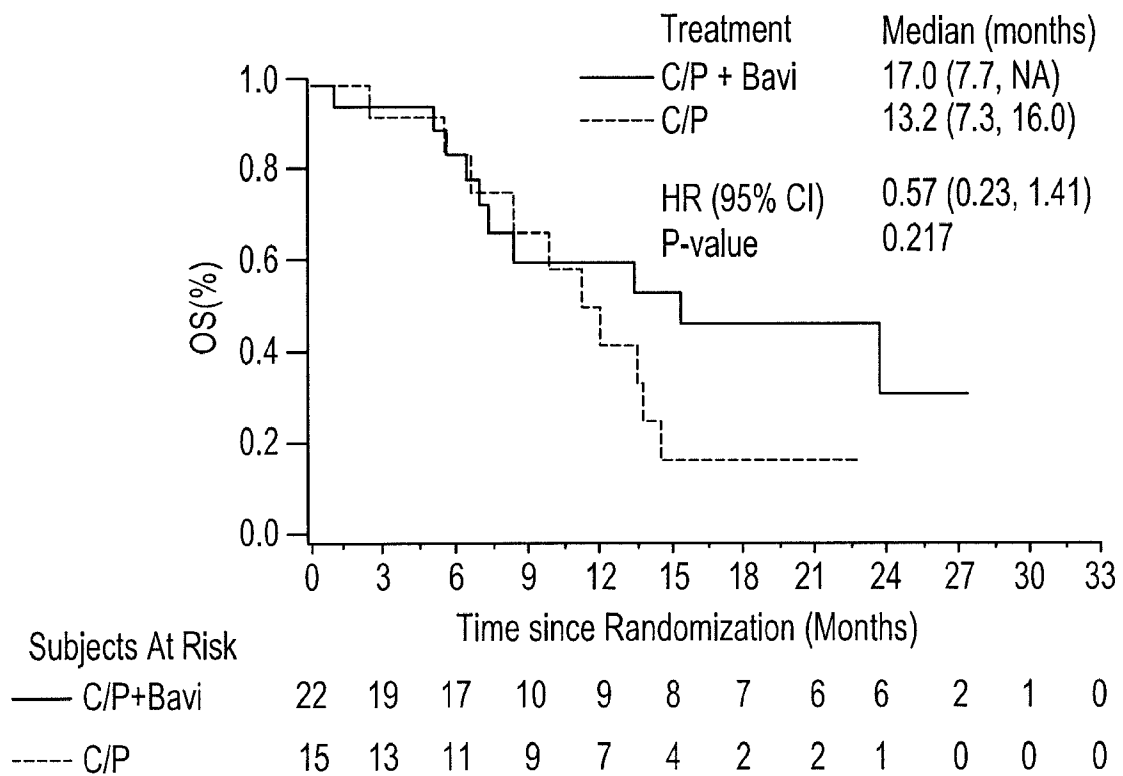 Treatment Median (months)
C/P + Bavi 17.0 (7.7, NA)
C/P 13.2 (7.3, 16.0)
HR (95% CI) 0.57 (0.23, 1.41)
P-value 0.217
OS(%)
1.0
0.8
0.6
0.4
0.2
0.0
0 3 6 9 12 15 18 21 24 27 30 33
Time since Randomization (Months)
Subjects At Risk
C/P+Bavi 22 19 17 10 9 8 7 6 6 2 1 0
C/P 15 13 11 9 7 4 2 2 1 0 0 0